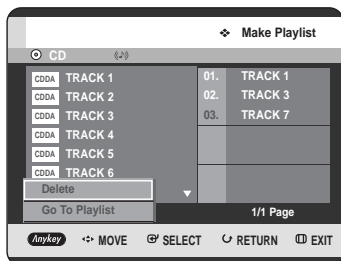 Make Playlist
CD
CDDA TRACK 1
CDDA TRACK 2
CDDA TRACK 3
CDDA TRACK 4
CDDA TRACK 5
CDDA TRACK 6
01. TRACK 1
02. TRACK 3
03. TRACK 7
Delete
Go To Playlist
1/1 Page
Anykey MOVE SELECT RETURN EXIT